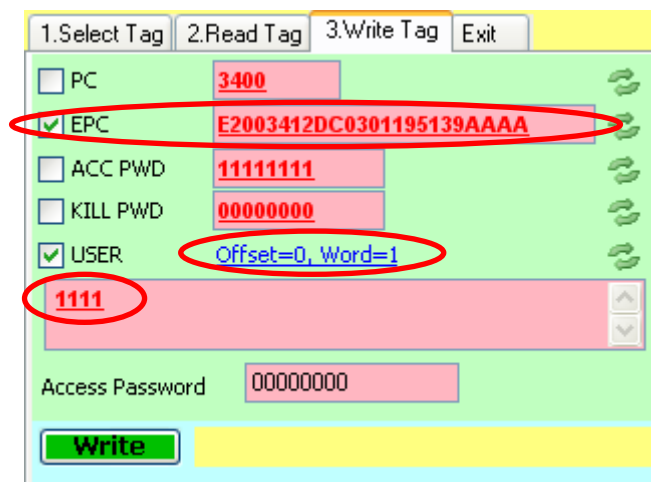 1.Select Tag 2.Read Tag 3.Write Tag Exit
PC 3400
EPC E2003412DC0301195139AAAA
ACC PWD 11111111
KILL PWD 00000000
USER Offset=0, Word=1
1111
Access Password 00000000
Write